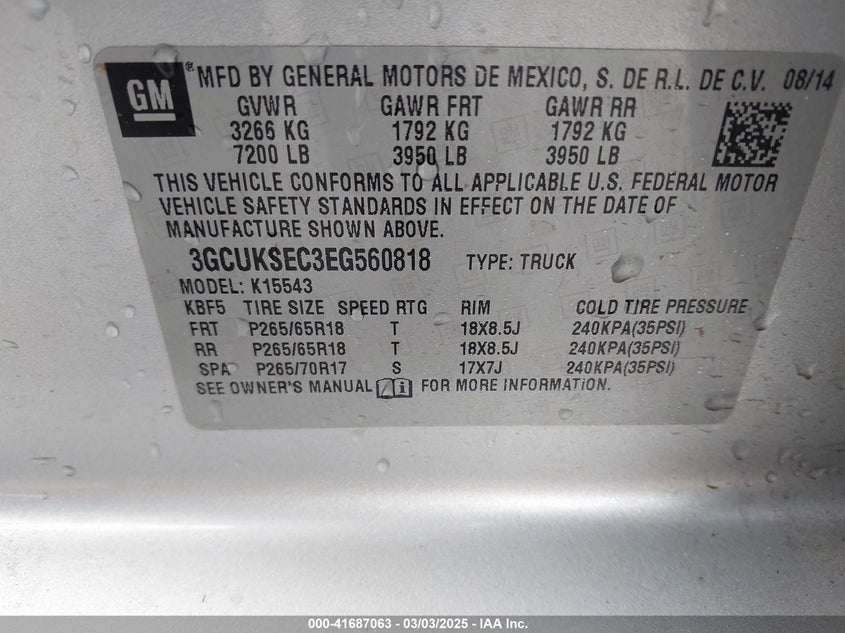 GM ® MFD BY GENERAL MOTORS DE MEXICO, S. DE R.L. DE C.V. 08/14
GVWR GAWR FRT GAWR RR
3266 KG 1792 KG 1792 KG
7200 LB 3950 LB 3950 LB
THIS VEHICLE CONFORMS TO ALL APPLICABLE U.S. FEDERAL MOTOR
VEHICLE SAFETY STANDARDS IN EFFECT ON THE DATE OF
MANUFACTURE SHOWN ABOVE.
3GCUKSEC3EG560818 TYPE: TRUCK
MODEL: K15543
KBF5 TIRE SIZE SPEED RTG RIM COLD TIRE PRESSURE
FRT P265/65R18 T 18X8.5J 240KPA(35PSI)
RR P265/65R18 T 18X8.5J 240KPA(35PSI)
SPA P265/70R17 S 17X7J 240KPA(35PSI)
SEE OWNER'S MANUAL FOR MORE INFORMATION.
000-41687063 - 03/03/2025 - IAA Inc.